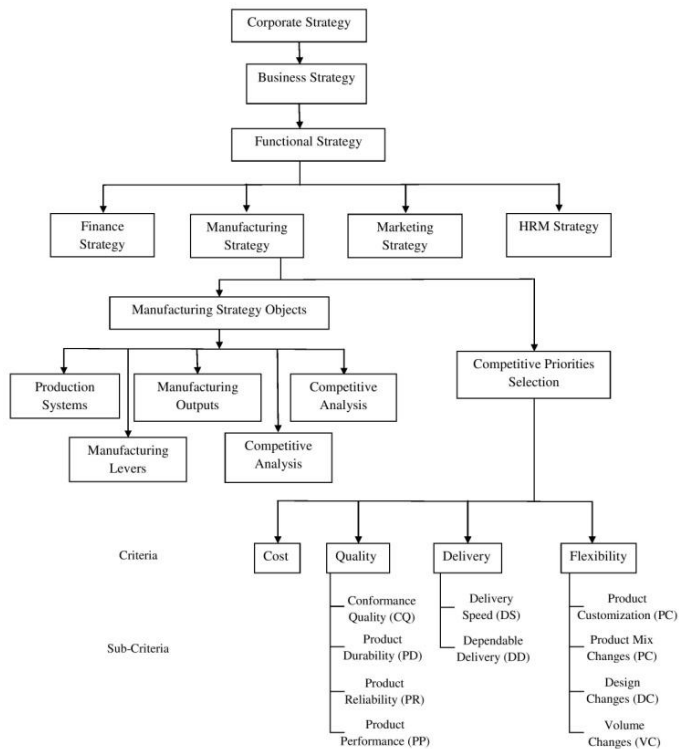 Corporate Strategy
Business Strategy
Functional Strategy
Finance
Strategy
Manufacturing
Strategy
Marketing
Strategy
HRM Strategy
Manufacturing Strategy Objects
Competitive Priorities
Selection
Production
Systems
Manufacturing
Outputs
Competitive
Analysis
Manufacturing
Levers
Competitive
Analysis
Criteria
Cost
Quality
Delivery
Flexibility
Sub-Criteria
Conformance
Quality (CQ)
Product
Durability (PD)
Product
Reliability (PR)
Product
Performance (PP)
Delivery
Speed (DS)
Dependable
Delivery (DD)
Product
Customization (PC)
Product Mix
Changes (PC)
Design
Changes (DC)
Volume
Changes (VC)